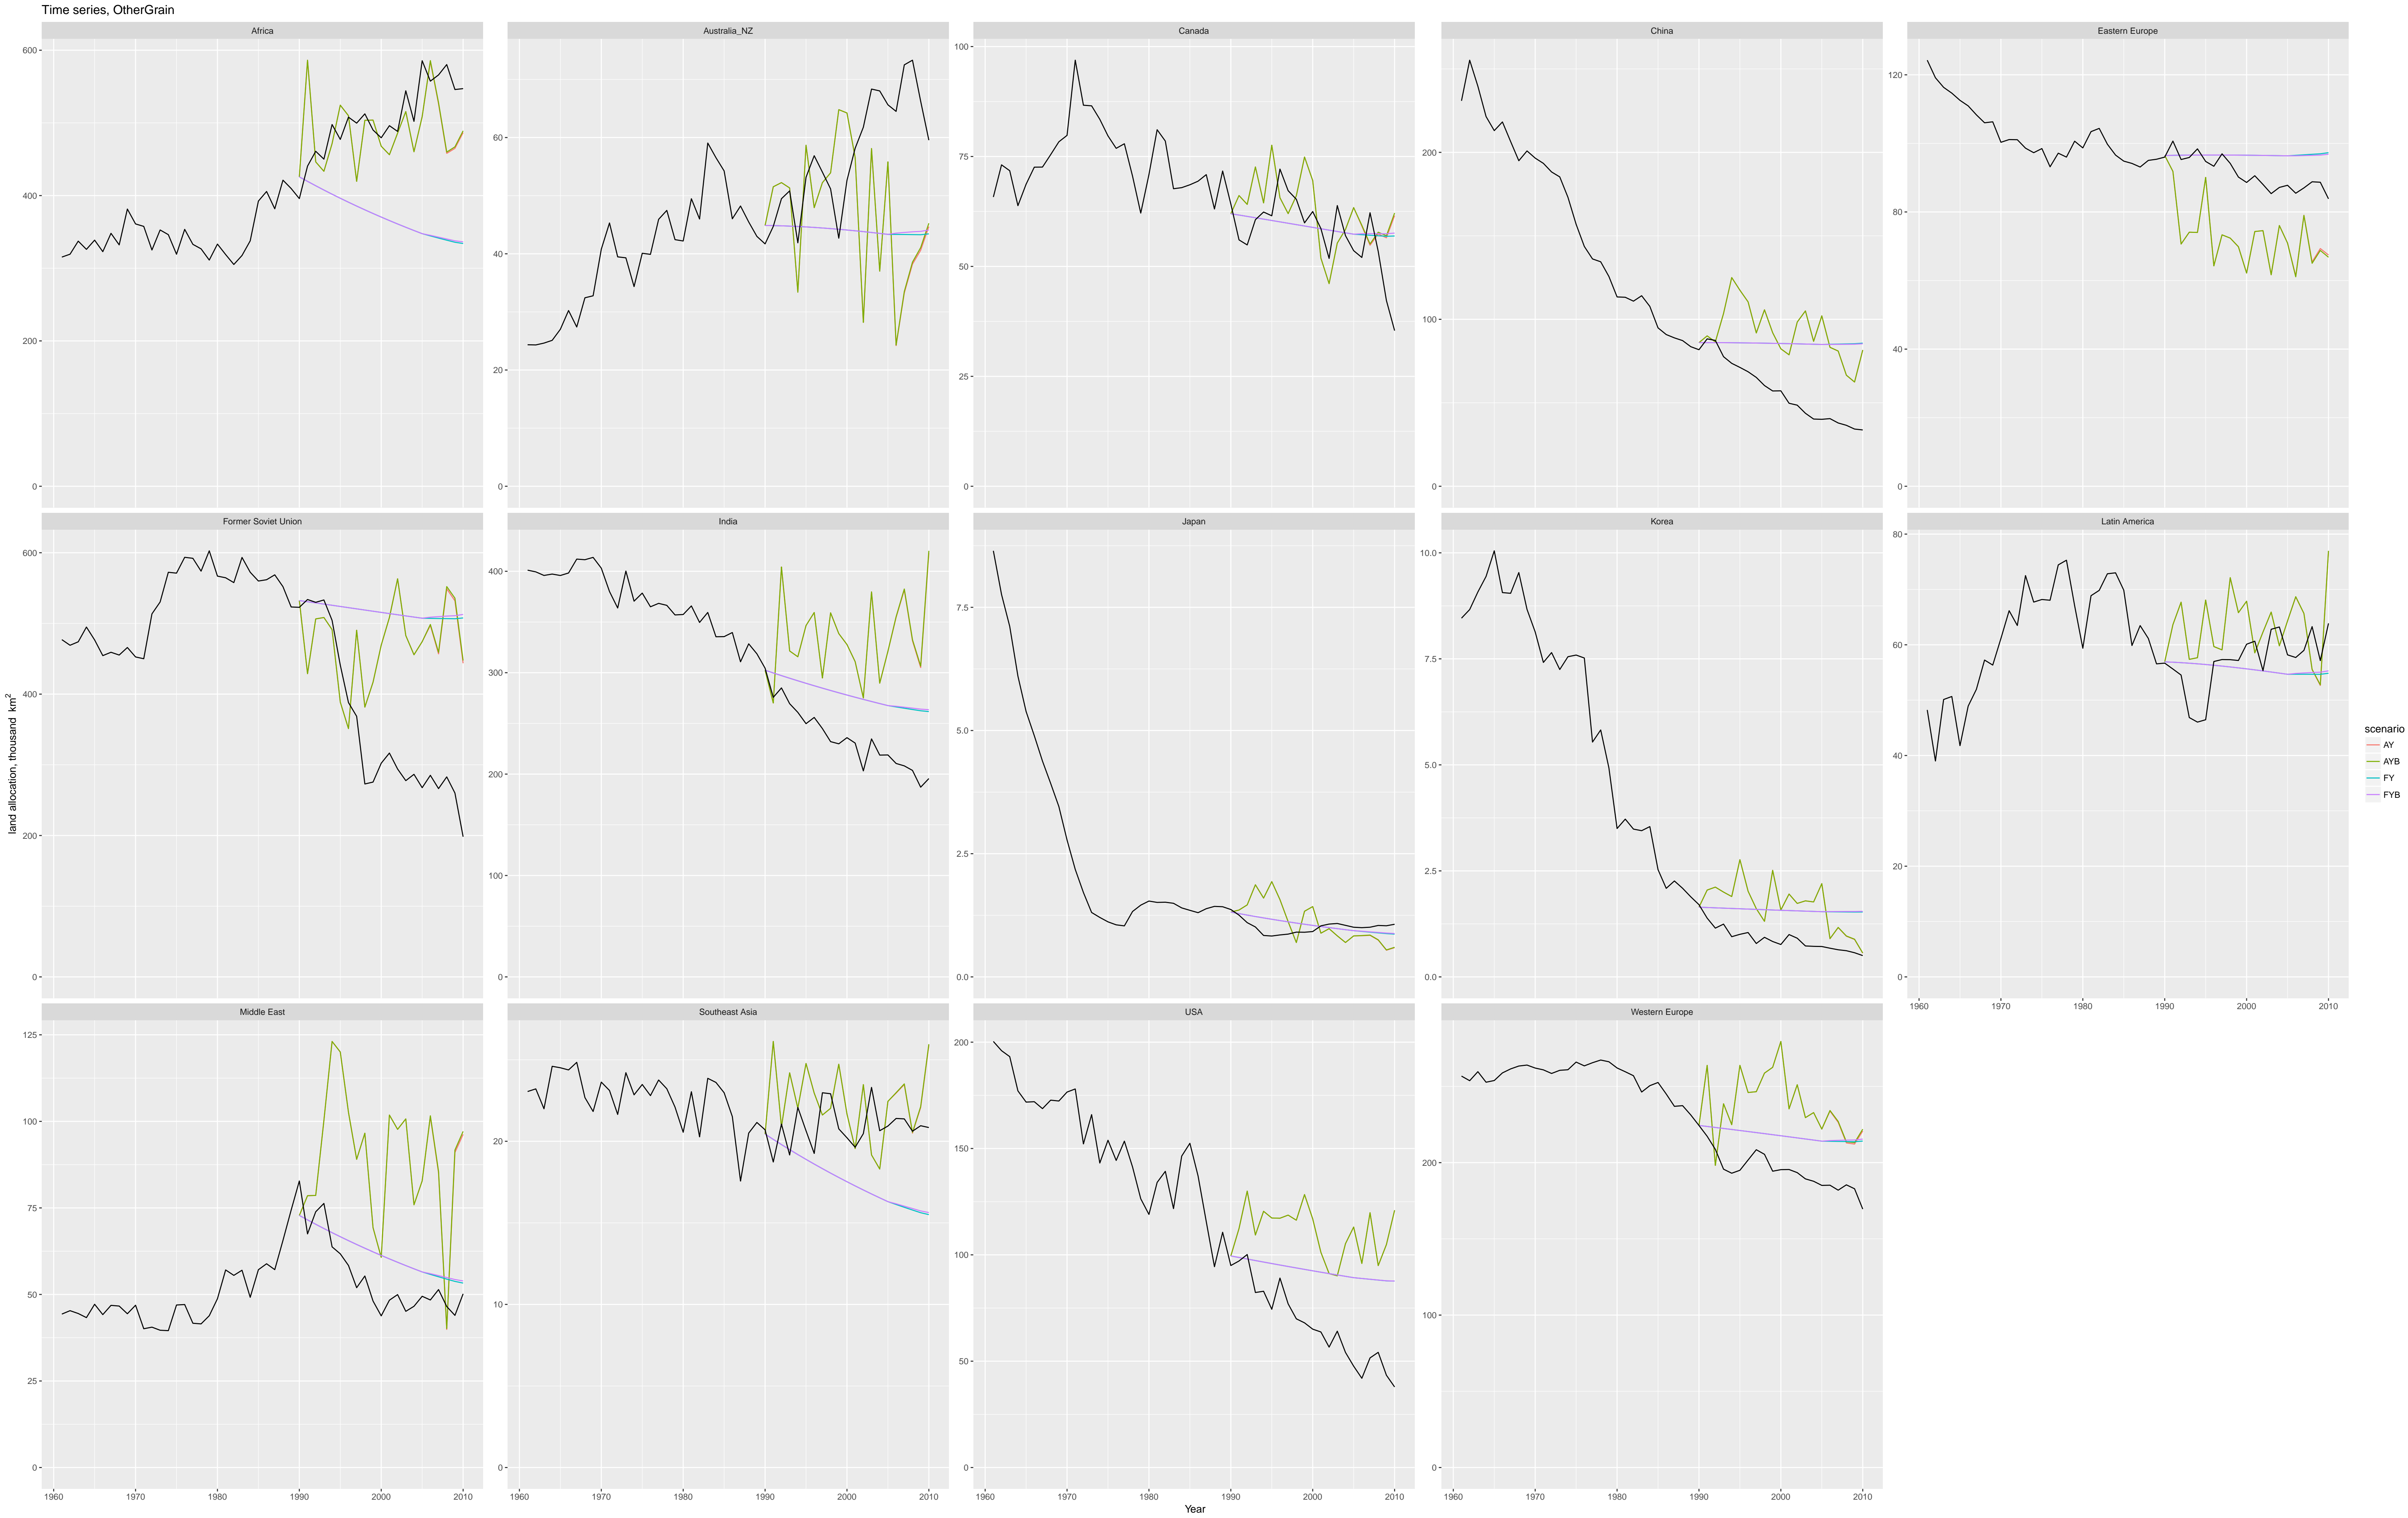 Time series, OtherGrain
Africa
Australia_NZ
Canada
China
Eastern Europe
600
400
200
0
60
40
20
0
100
75
50
25
0
200
100
0
120
80
40
0
Former Soviet Union
India
Japan
Korea
Latin America
600
400
200
0
400
300
200
100
0
7.5
5.0
2.5
0.0
10.0
7.5
5.0
2.5
0.0
80
60
40
20
0
1960 1970 1980 1990 2000 2010
Middle East
Southeast Asia
USA
Western Europe
125
100
75
50
25
0
20
10
0
200
150
100
50
0
200
100
0
1960 1970 1980 1990 2000 2010
1960 1970 1980 1990 2000 2010
1960 1970 1980 1990 2000 2010
1960 1970 1980 1990 2000 2010
Year
land allocation, thousand km²
scenario
AY
AYB
FY
FYB